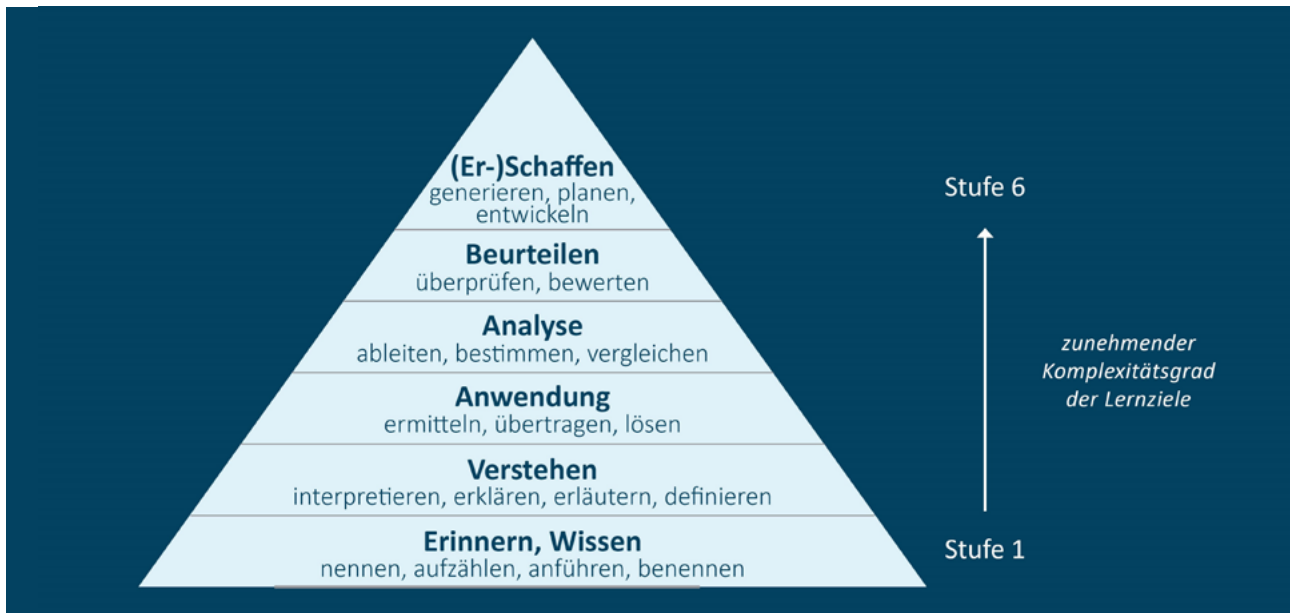 (Er-)Schaffen
generieren, planen,
entwickeln
Beurteilen
überprüfen, bewerten
Analyse
ableiten, bestimmen, vergleichen
Anwendung
ermitteln, übertragen, lösen
Verstehen
interpretieren, erklären, erläutern, definieren
Erinnern, Wissen
nennen, aufzählen, anführen, benennen
Stufe 6
zunehmender
Komplexitätsgrad
der Lernziele
Stufe 1